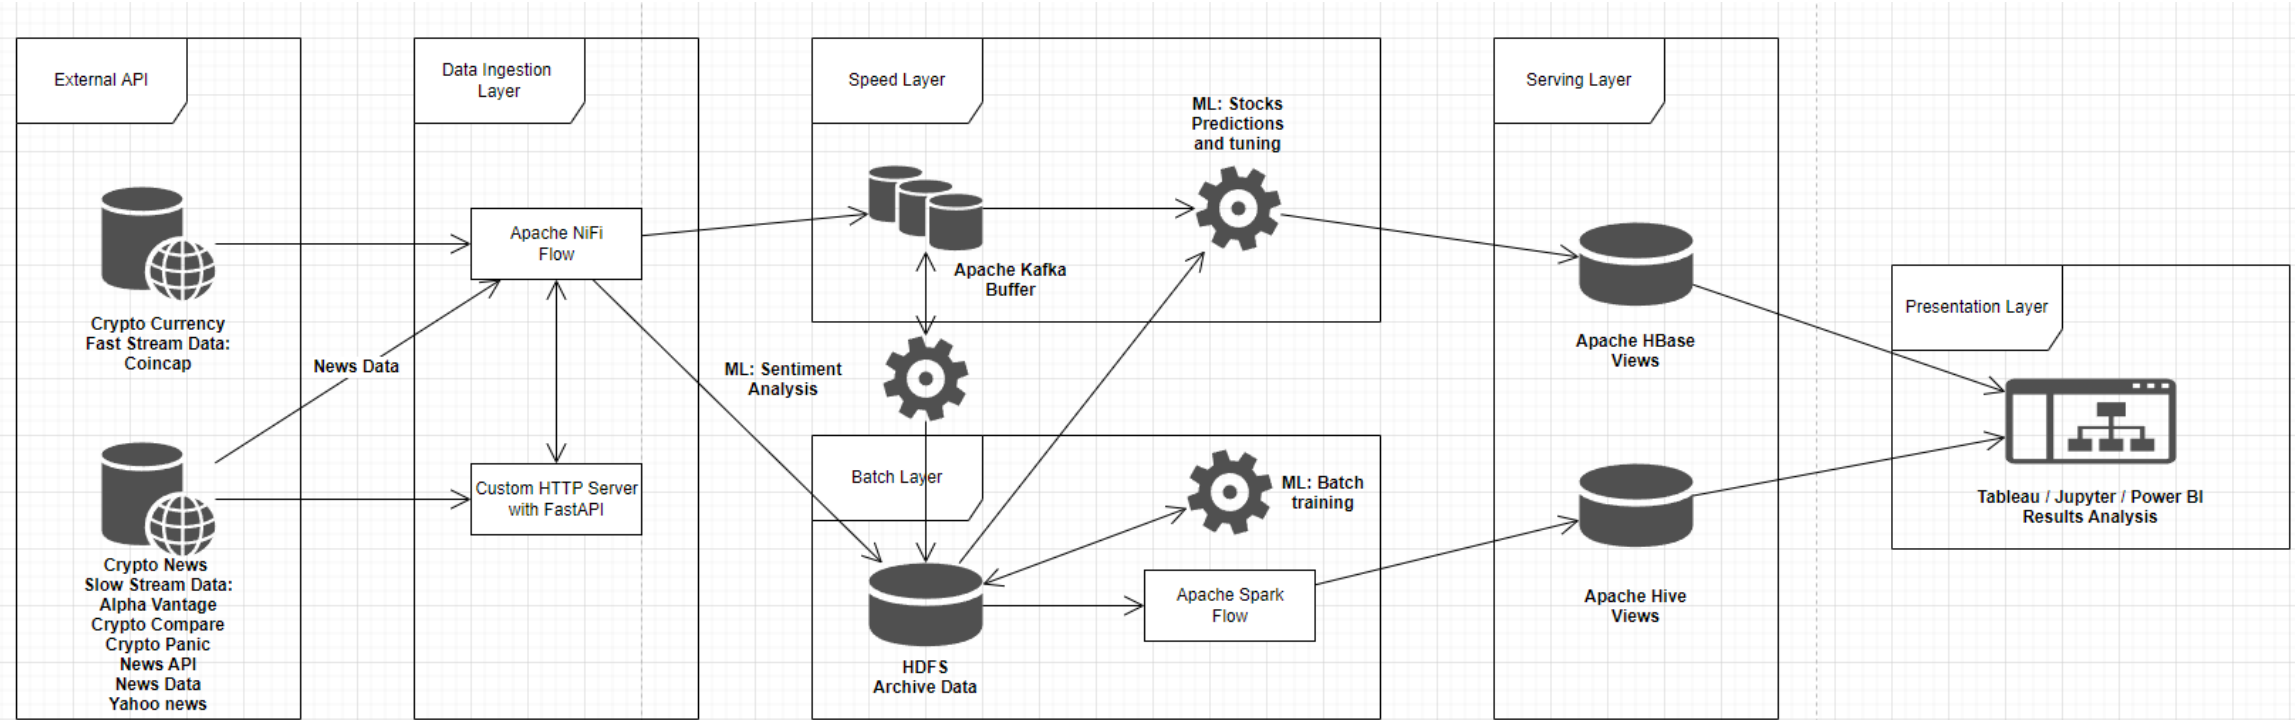 External API
Crypto Currency
Fast Stream Data:
Coincap
News Data
Crypto News
Slow Stream Data:
Alpha Vantage
Crypto Compare
Crypto Panic
News API
News Data
Yahoo news
Data Ingestion
Layer
Apache NiFi
Flow
Custom HTTP Server
with FastAPI
Speed Layer
ML: Stocks
Predictions
and tuning
Apache Kafka
Buffer
ML: Sentiment
Analysis
Batch Layer
ML: Batch
training
Apache Spark
Flow
HDFS
Archive Data
Serving Layer
Apache HBase
Views
Apache Hive
Views
Presentation Layer
Tableau / Jupyter / Power BI
Results Analysis